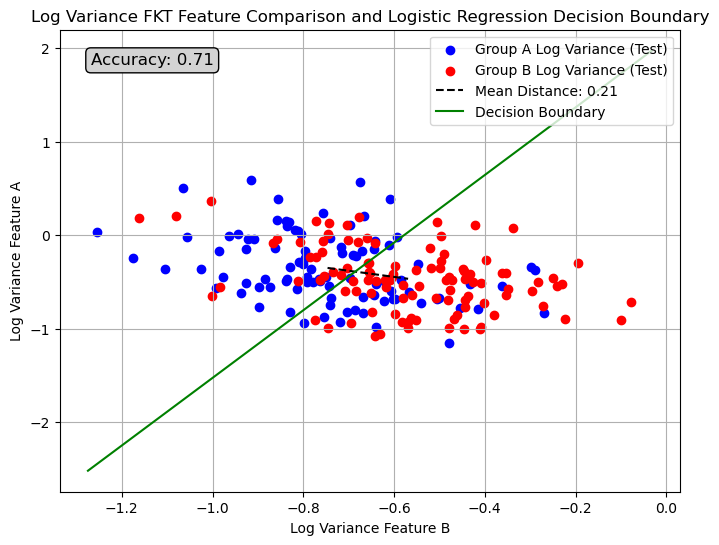 Log Variance FKT Feature Comparison and Logistic Regression Decision Boundary
Accuracy: 0.71
Group A Log Variance (Test)
Group B Log Variance (Test)
Mean Distance: 0.21
Decision Boundary
Log Variance Feature A
2
1
0
−1
−2
−1.2
−1.0
−0.8
−0.6
−0.4
−0.2
0.0
Log Variance Feature B